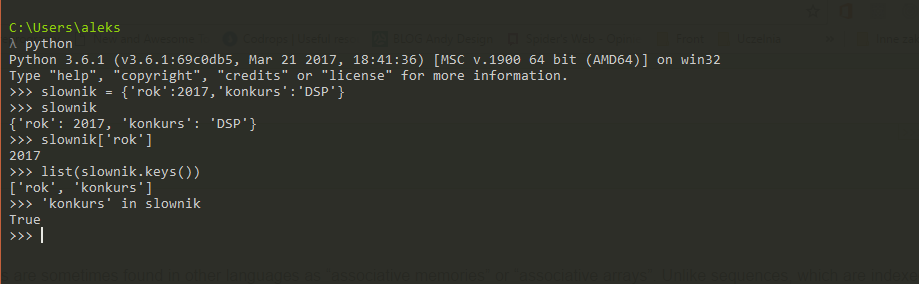 C:\Users\aleks
λ python
Python 3.6.1 (v3.6.1:69c0db5, Mar 21 2017, 18:41:36) [MSC v.1900 64 bit (AMD64)] on win32
Type "help", "copyright", "credits" or "license" for more information.
>>> slownik = {'rok':2017,'konkurs':'DSP'}
>>> slownik
{'rok': 2017, 'konkurs': 'DSP'}
>>> slownik['rok']
2017
>>> list(slownik.keys())
['rok', 'konkurs']
>>> 'konkurs' in slownik
True
>>>
s are sometimes found in other languages as "associative memories" or "associative arrays". Unlike sequences, which are indexe